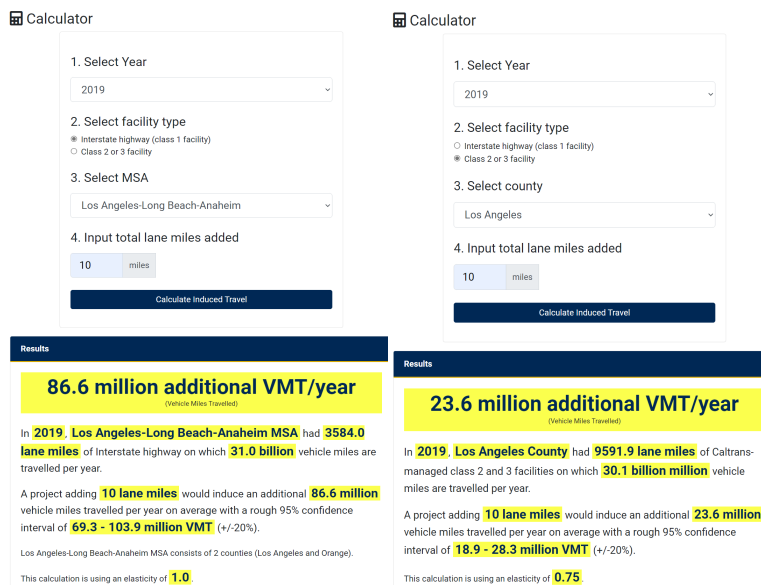 Calculator
1. Select Year
2019
2. Select facility type
Interstate highway (class 1 facility)
Class 2 or 3 facility
3. Select MSA
Los Angeles-Long Beach-Anaheim
4. Input total lane miles added
10 miles
Calculate Induced Travel
Results
86.6 million additional VMT/year
(Vehicle Miles Travelled)
In 2019, Los Angeles-Long Beach-Anaheim MSA had 3584.0
lane miles of Interstate highway on which 31.0 billion vehicle miles are
travelled per year.
A project adding 10 lane miles would induce an additional 86.6 million
vehicle miles travelled per year on average with a rough 95% confidence
interval of 69.3 - 103.9 million VMT (+/-20%).
Los Angeles-Long Beach-Anaheim MSA consists of 2 counties (Los Angeles and Orange).
This calculation is using an elasticity of 1.0.
Calculator
1. Select Year
2019
2. Select facility type
Interstate highway (class 1 facility)
Class 2 or 3 facility
3. Select county
Los Angeles
4. Input total lane miles added
10 miles
Calculate Induced Travel
Results
23.6 million additional VMT/year
(Vehicle Miles Travelled)
In 2019, Los Angeles County had 9591.9 lane miles of Caltrans-
managed class 2 and 3 facilities on which 30.1 billion million vehicle
miles are travelled per year.
A project adding 10 lane miles would induce an additional 23.6 million
vehicle miles travelled per year on average with a rough 95% confidence
interval of 18.9 - 28.3 million VMT (+/-20%).
This calculation is using an elasticity of 0.75.